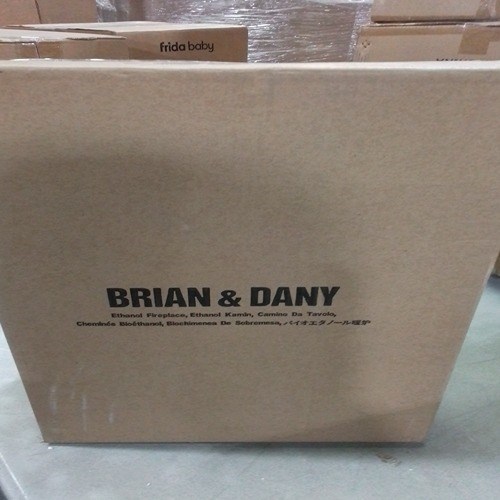 frida baby
BRIAN & DANY
Ethanol Fireplace, Ethanol Kamin, Camino Da Tavolo,
Cheminée Bioéthanol, Biochimenea De Sobremesa, バイオエタノール暖炉